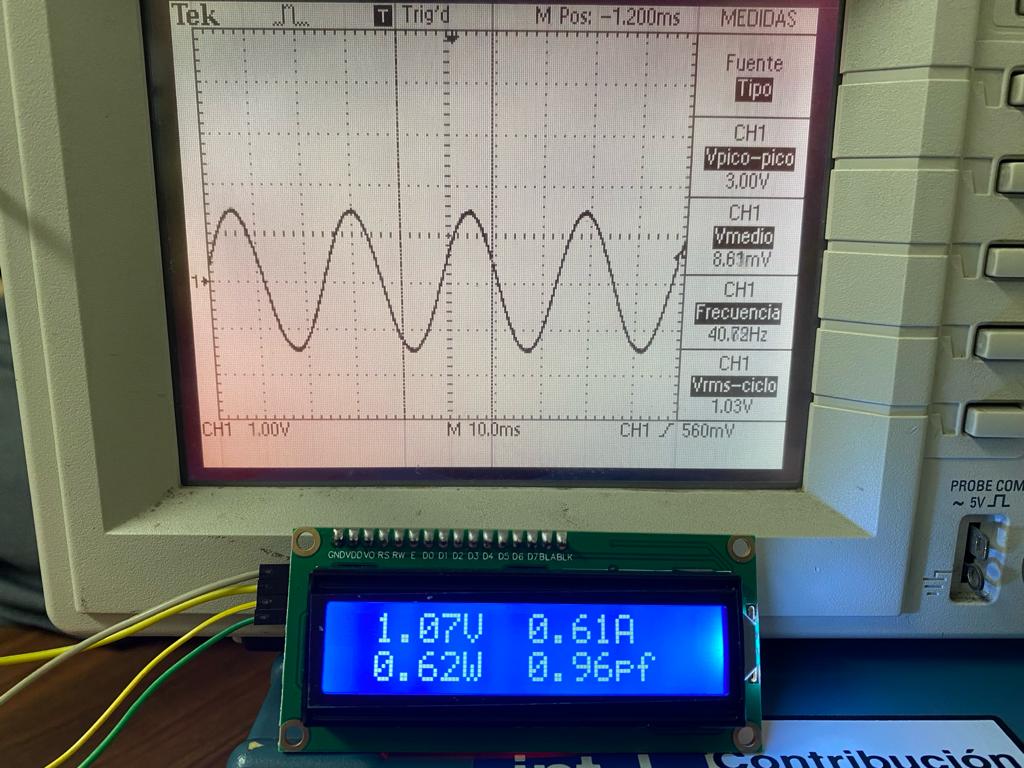 Tek T Trig'd M Pos: -1.200ms MEDIDAS
Fuente
Tipo
CH1
Vpico-pico
3.00V
CH1
Vmedio
8.61mV
CH1
Frecuencia
CH1
Vrms-ciclo
1.03V
1
CH1 1.00V M 10.0ms CH1 560mV
PROBE COM
~ 5V
GND VDD VO RS RW E D0 D1 D2 D3 D4 D5 D6 D7 BLA BLK
1.07V 0.61A
0.62W 0.96pf
Contribución